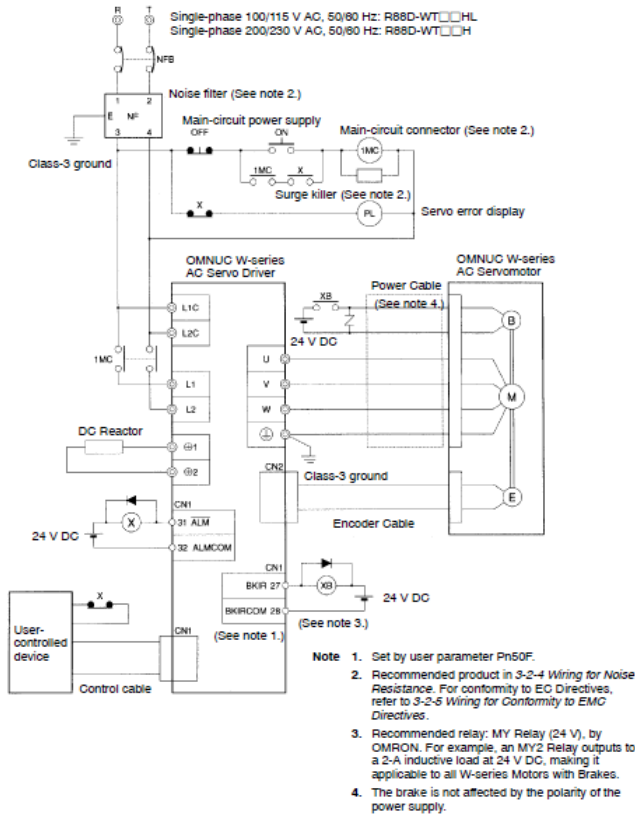 R T
Single-phase 100/115 V AC, 50/60 Hz: R88D-WT□□HL
Single-phase 200/230 V AC, 50/60 Hz: R88D-WT□□H
NFB
Noise filter (See note 2.)
1 2
E NF
3 4
Main-circuit power supply
OFF ON
Main-circuit connector (See note 2.)
1MC
Class-3 ground
1MC X
Surge killer (See note 2.)
X
PL
Servo error display
OMNUC W-series
AC Servo Driver
OMNUC W-series
AC Servomotor
Power Cable
(See note 4.)
XB
24 V DC
B
L1C
L2C
1MC
U
V
M
L1
L2
W
DC Reactor
⊕1
⊕2
CN2
Class-3 ground
E
Encoder Cable
CN1
X
31 ALM
24 V DC
32 ALMCOM
CN1
BKIR 27
XB
24 V DC
BKIRCOM 28
(See note 1.)
(See note 3.)
X
User-
controlled
device
CN1
Control cable
Note 1. Set by user parameter Pn50F.
2. Recommended product in 3-2-4 Wiring for Noise
Resistance. For conformity to EC Directives,
refer to 3-2-5 Wiring for Conformity to EMC
Directives.
3. Recommended relay: MY Relay (24 V), by
OMRON. For example, an MY2 Relay outputs to
a 2-A inductive load at 24 V DC, making it
applicable to all W-series Motors with Brakes.
4. The brake is not affected by the polarity of the
power supply.